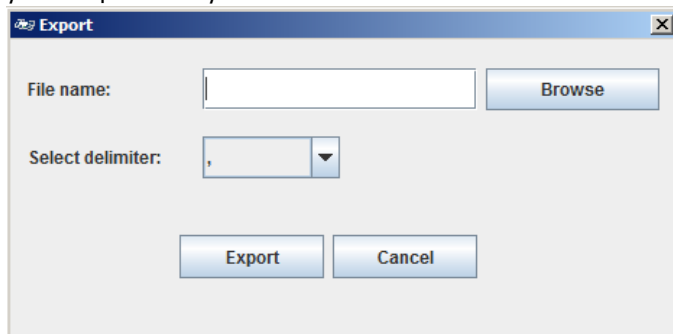 Export
File name:
Browse
Select delimiter:
,
Export
Cancel